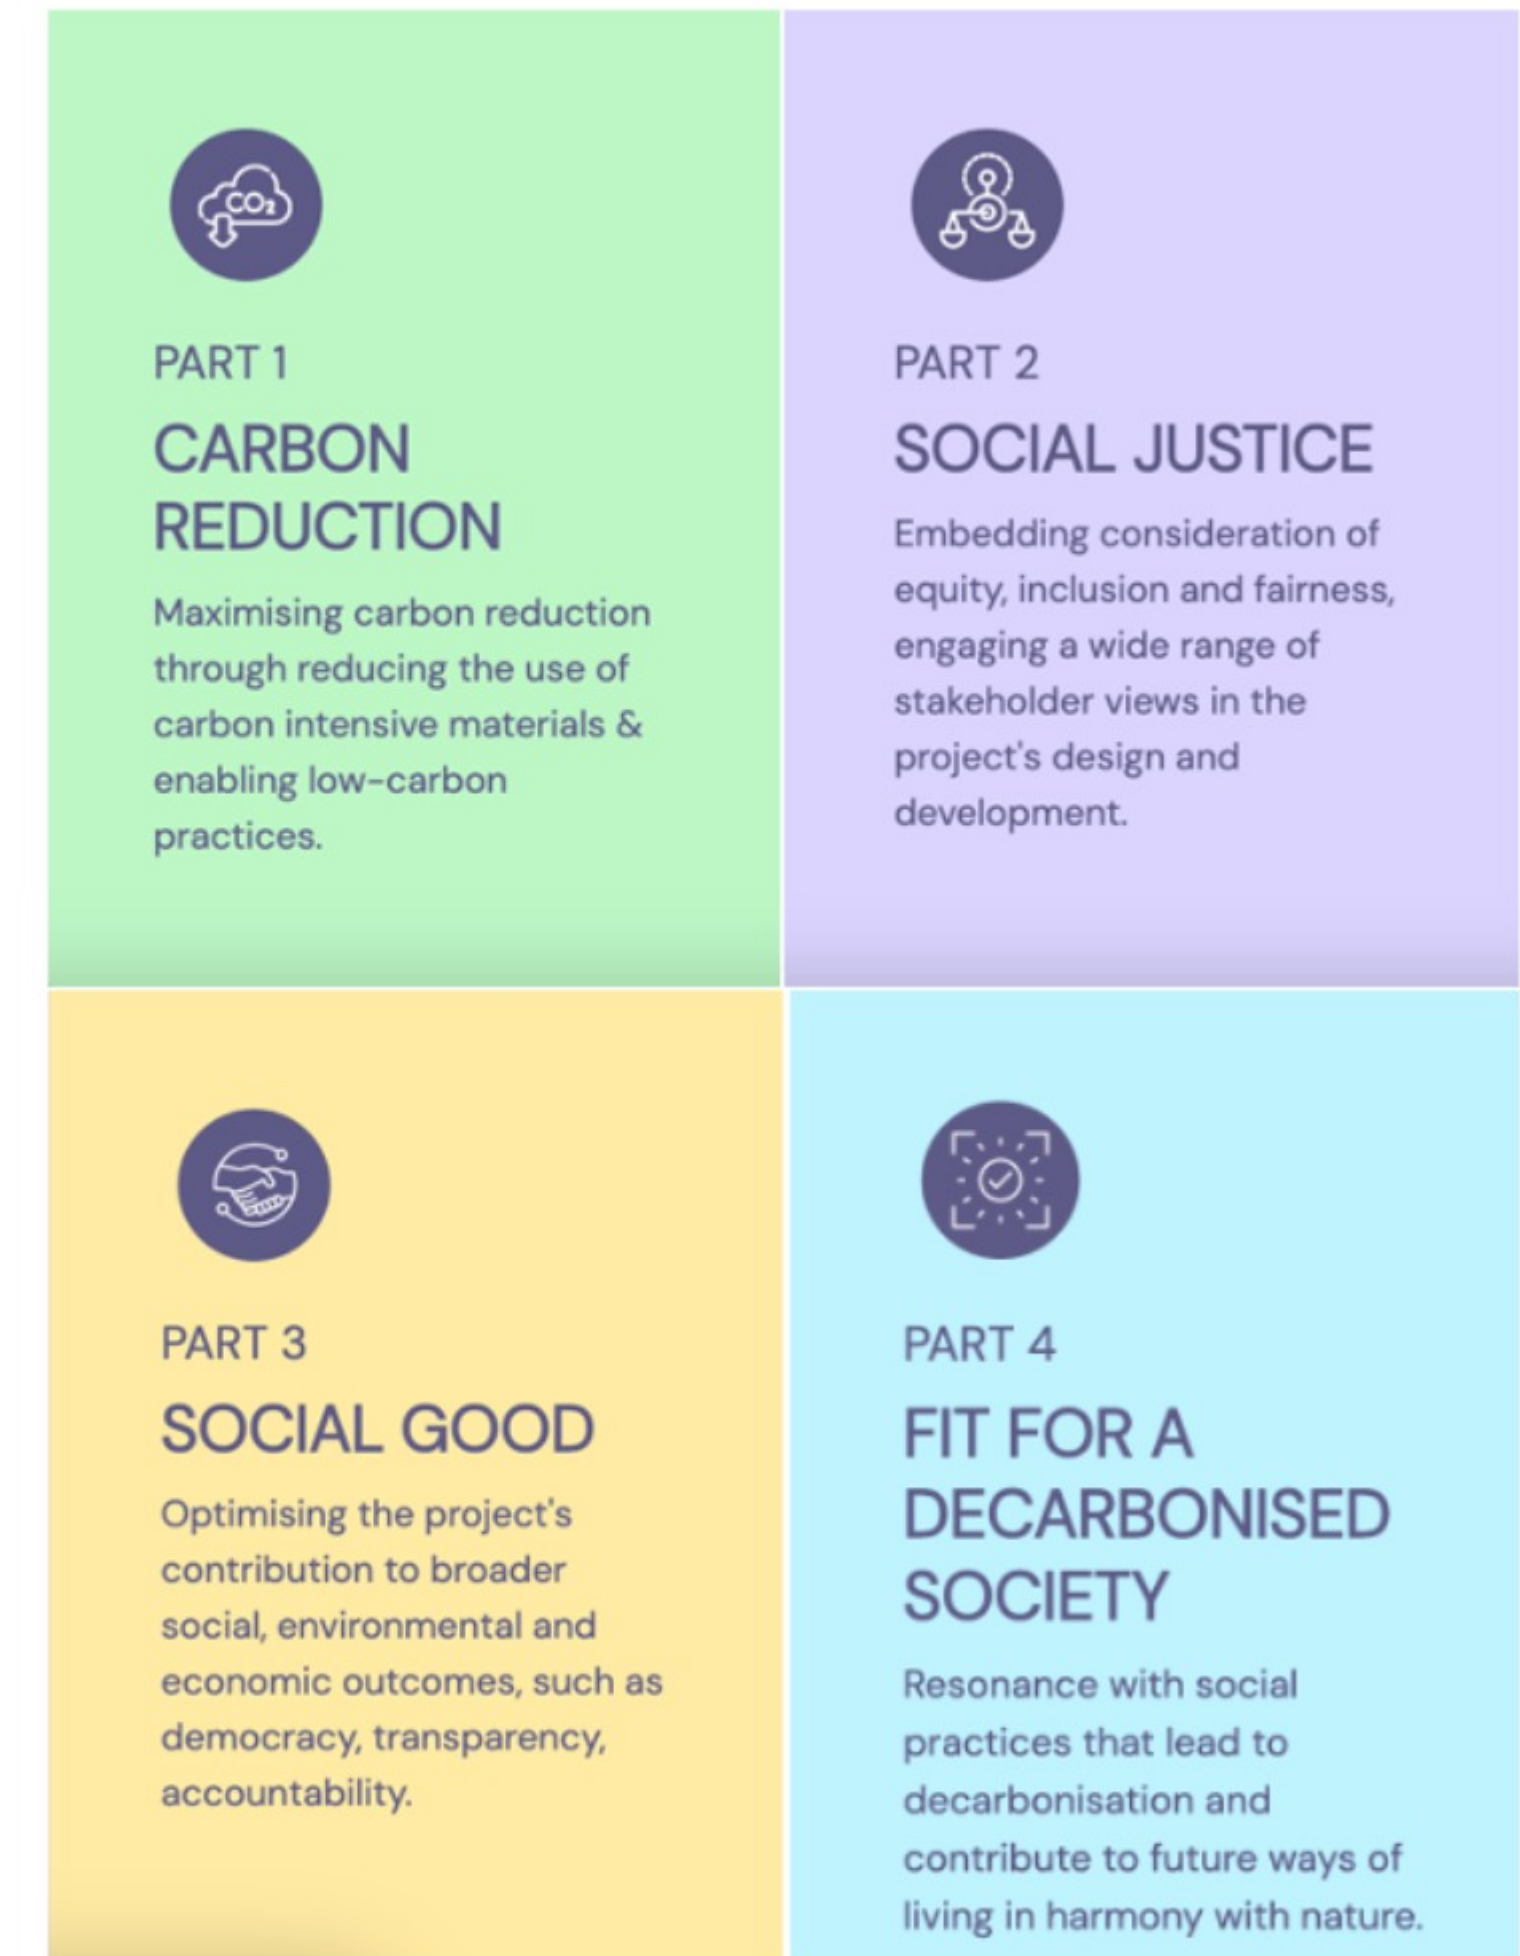 CO₂
PART 1
CARBON
REDUCTION
Maximising carbon reduction
through reducing the use of
carbon intensive materials &
enabling low-carbon
practices.
PART 2
SOCIAL JUSTICE
Embedding consideration of
equity, inclusion and fairness,
engaging a wide range of
stakeholder views in the
project's design and
development.
PART 3
SOCIAL GOOD
Optimising the project's
contribution to broader
social, environmental and
economic outcomes, such as
democracy, transparency,
accountability.
PART 4
FIT FOR A
DECARBONISED
SOCIETY
Resonance with social
practices that lead to
decarbonisation and
contribute to future ways of
living in harmony with nature.